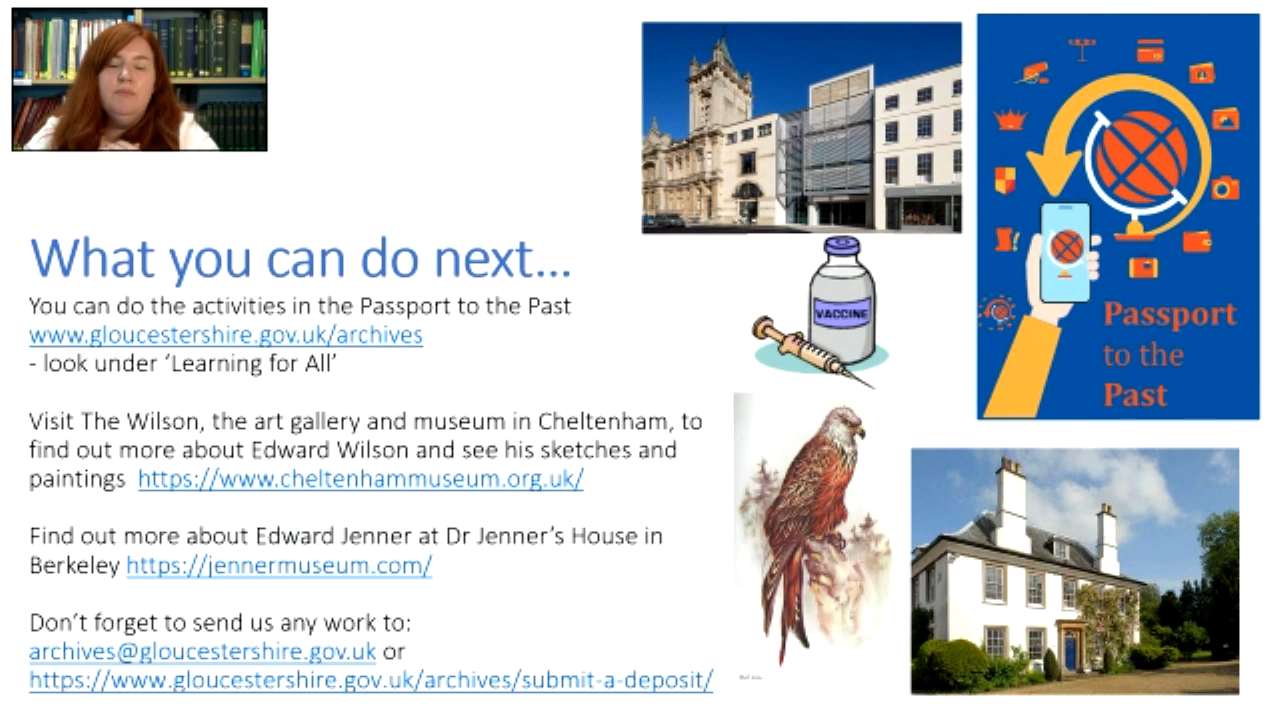 What you can do next...
You can do the activities in the Passport to the Past
www.gloucestershire.gov.uk/archives
- look under ‘Learning for All’
Visit The Wilson, the art gallery and museum in Cheltenham, to
find out more about Edward Wilson and see his sketches and
paintings https://www.cheltenhammuseum.org.uk/
Find out more about Edward Jenner at Dr Jenner’s House in
Berkeley https://jennermuseum.com/
Don’t forget to send us any work to:
archives@gloucestershire.gov.uk or
https://www.gloucestershire.gov.uk/archives/submit-a-deposit/
VACCINE
Passport
to the
Past